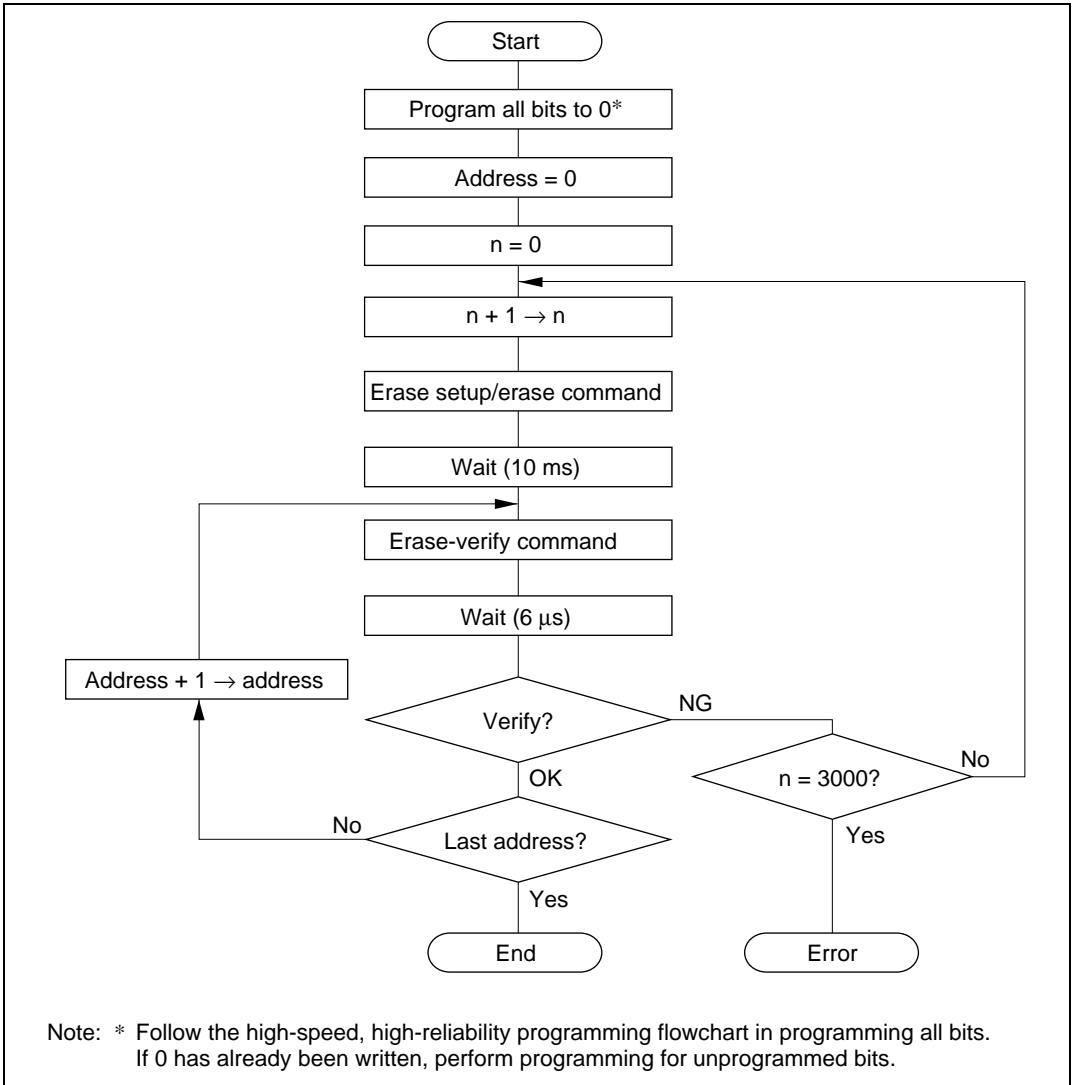 Start
Program all bits to 0*
Address = 0
n = 0
n + 1 → n
Erase setup/erase command
Wait (10 ms)
Erase-verify command
Wait (6 μs)
Address + 1 → address
Verify?
NG
OK
n = 3000?
No
Yes
Last address?
No
Yes
End
Error
Note: * Follow the high-speed, high-reliability programming flowchart in programming all bits.
If 0 has already been written, perform programming for unprogrammed bits.